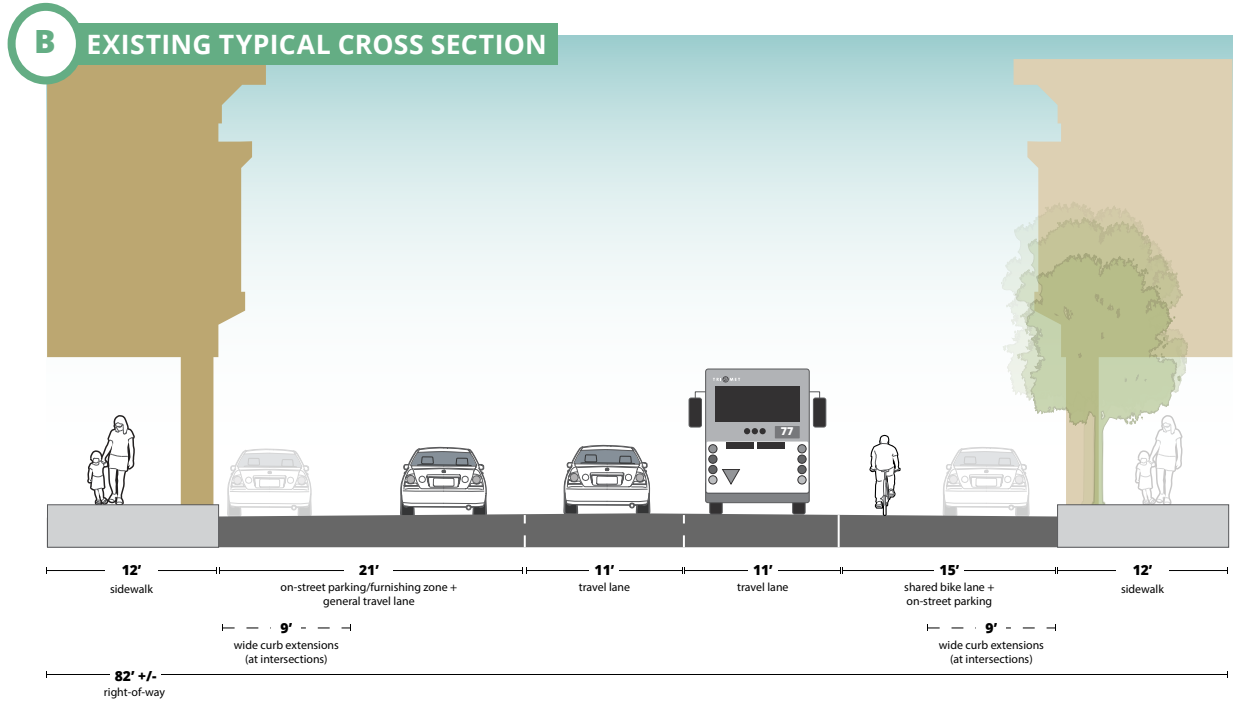 B
EXISTING TYPICAL CROSS SECTION
TRI MET
77
12’
sidewalk
21’
on-street parking/furnishing zone +
general travel lane
11’
travel lane
11’
travel lane
15’
shared bike lane +
on-street parking
12’
sidewalk
9’
wide curb extensions
(at intersections)
9’
wide curb extensions
(at intersections)
82’ +/-
right-of-way